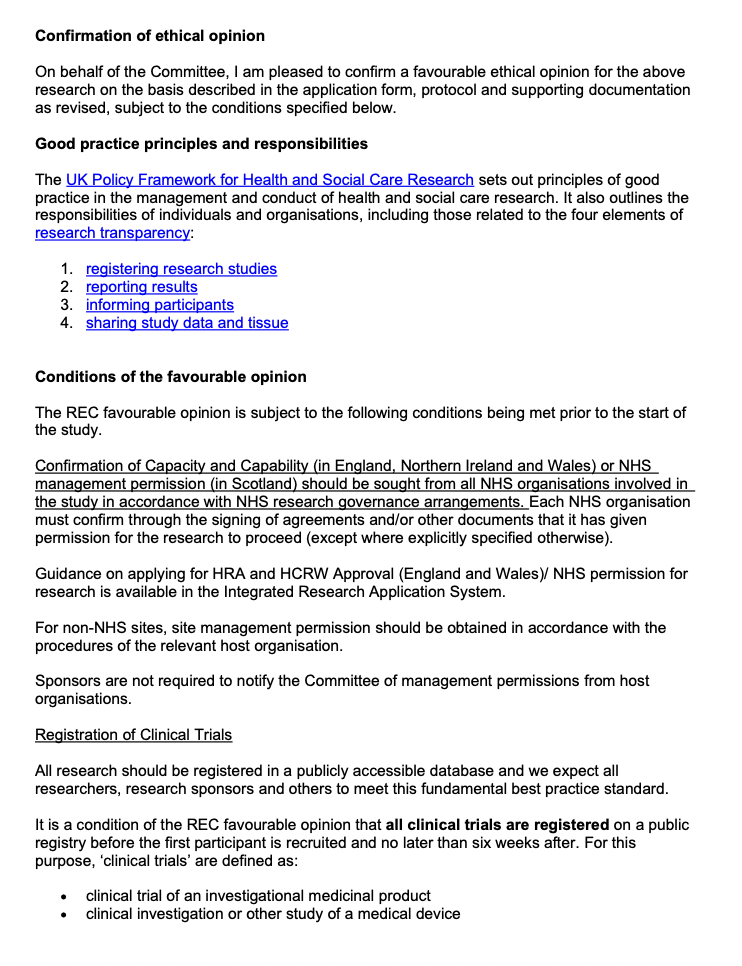 Confirmation of ethical opinion
On behalf of the Committee, I am pleased to confirm a favourable ethical opinion for the above
research on the basis described in the application form, protocol and supporting documentation
as revised, subject to the conditions specified below.
Good practice principles and responsibilities
The UK Policy Framework for Health and Social Care Research sets out principles of good
practice in the management and conduct of health and social care research. It also outlines the
responsibilities of individuals and organisations, including those related to the four elements of
research transparency:
1. registering research studies
2. reporting results
3. informing participants
4. sharing study data and tissue
Conditions of the favourable opinion
The REC favourable opinion is subject to the following conditions being met prior to the start of
the study.
Confirmation of Capacity and Capability (in England, Northern Ireland and Wales) or NHS
management permission (in Scotland) should be sought from all NHS organisations involved in
the study in accordance with NHS research governance arrangements. Each NHS organisation
must confirm through the signing of agreements and/or other documents that it has given
permission for the research to proceed (except where explicitly specified otherwise).
Guidance on applying for HRA and HCRW Approval (England and Wales)/ NHS permission for
research is available in the Integrated Research Application System.
For non-NHS sites, site management permission should be obtained in accordance with the
procedures of the relevant host organisation.
Sponsors are not required to notify the Committee of management permissions from host
organisations.
Registration of Clinical Trials
All research should be registered in a publicly accessible database and we expect all
researchers, research sponsors and others to meet this fundamental best practice standard.
It is a condition of the REC favourable opinion that all clinical trials are registered on a public
registry before the first participant is recruited and no later than six weeks after. For this
purpose, ‘clinical trials’ are defined as:
• clinical trial of an investigational medicinal product
• clinical investigation or other study of a medical device